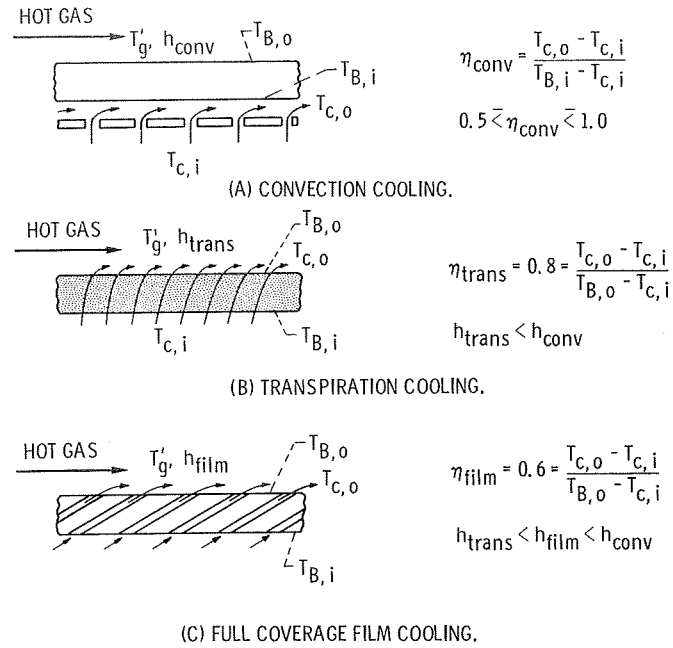 HOT GAS
T'g, hconv
TB,o
TB,i
Tc,o
Tc,i
ηconv = (Tc,o - Tc,i) / (TB,i - Tc,i)
0.5 ≤ ηconv ≤ 1.0
(A) CONVECTION COOLING.
HOT GAS
T'g, htrans
TB,o
Tc,o
Tc,i
TB,i
ηtrans = 0.8 = (Tc,o - Tc,i) / (TB,o - Tc,i)
htrans < hconv
(B) TRANSPIRATION COOLING.
HOT GAS
T'g, hfilm
TB,o
Tc,o
TB,i
ηfilm = 0.6 = (Tc,o - Tc,i) / (TB,o - Tc,i)
htrans < hfilm < hconv
(C) FULL COVERAGE FILM COOLING.